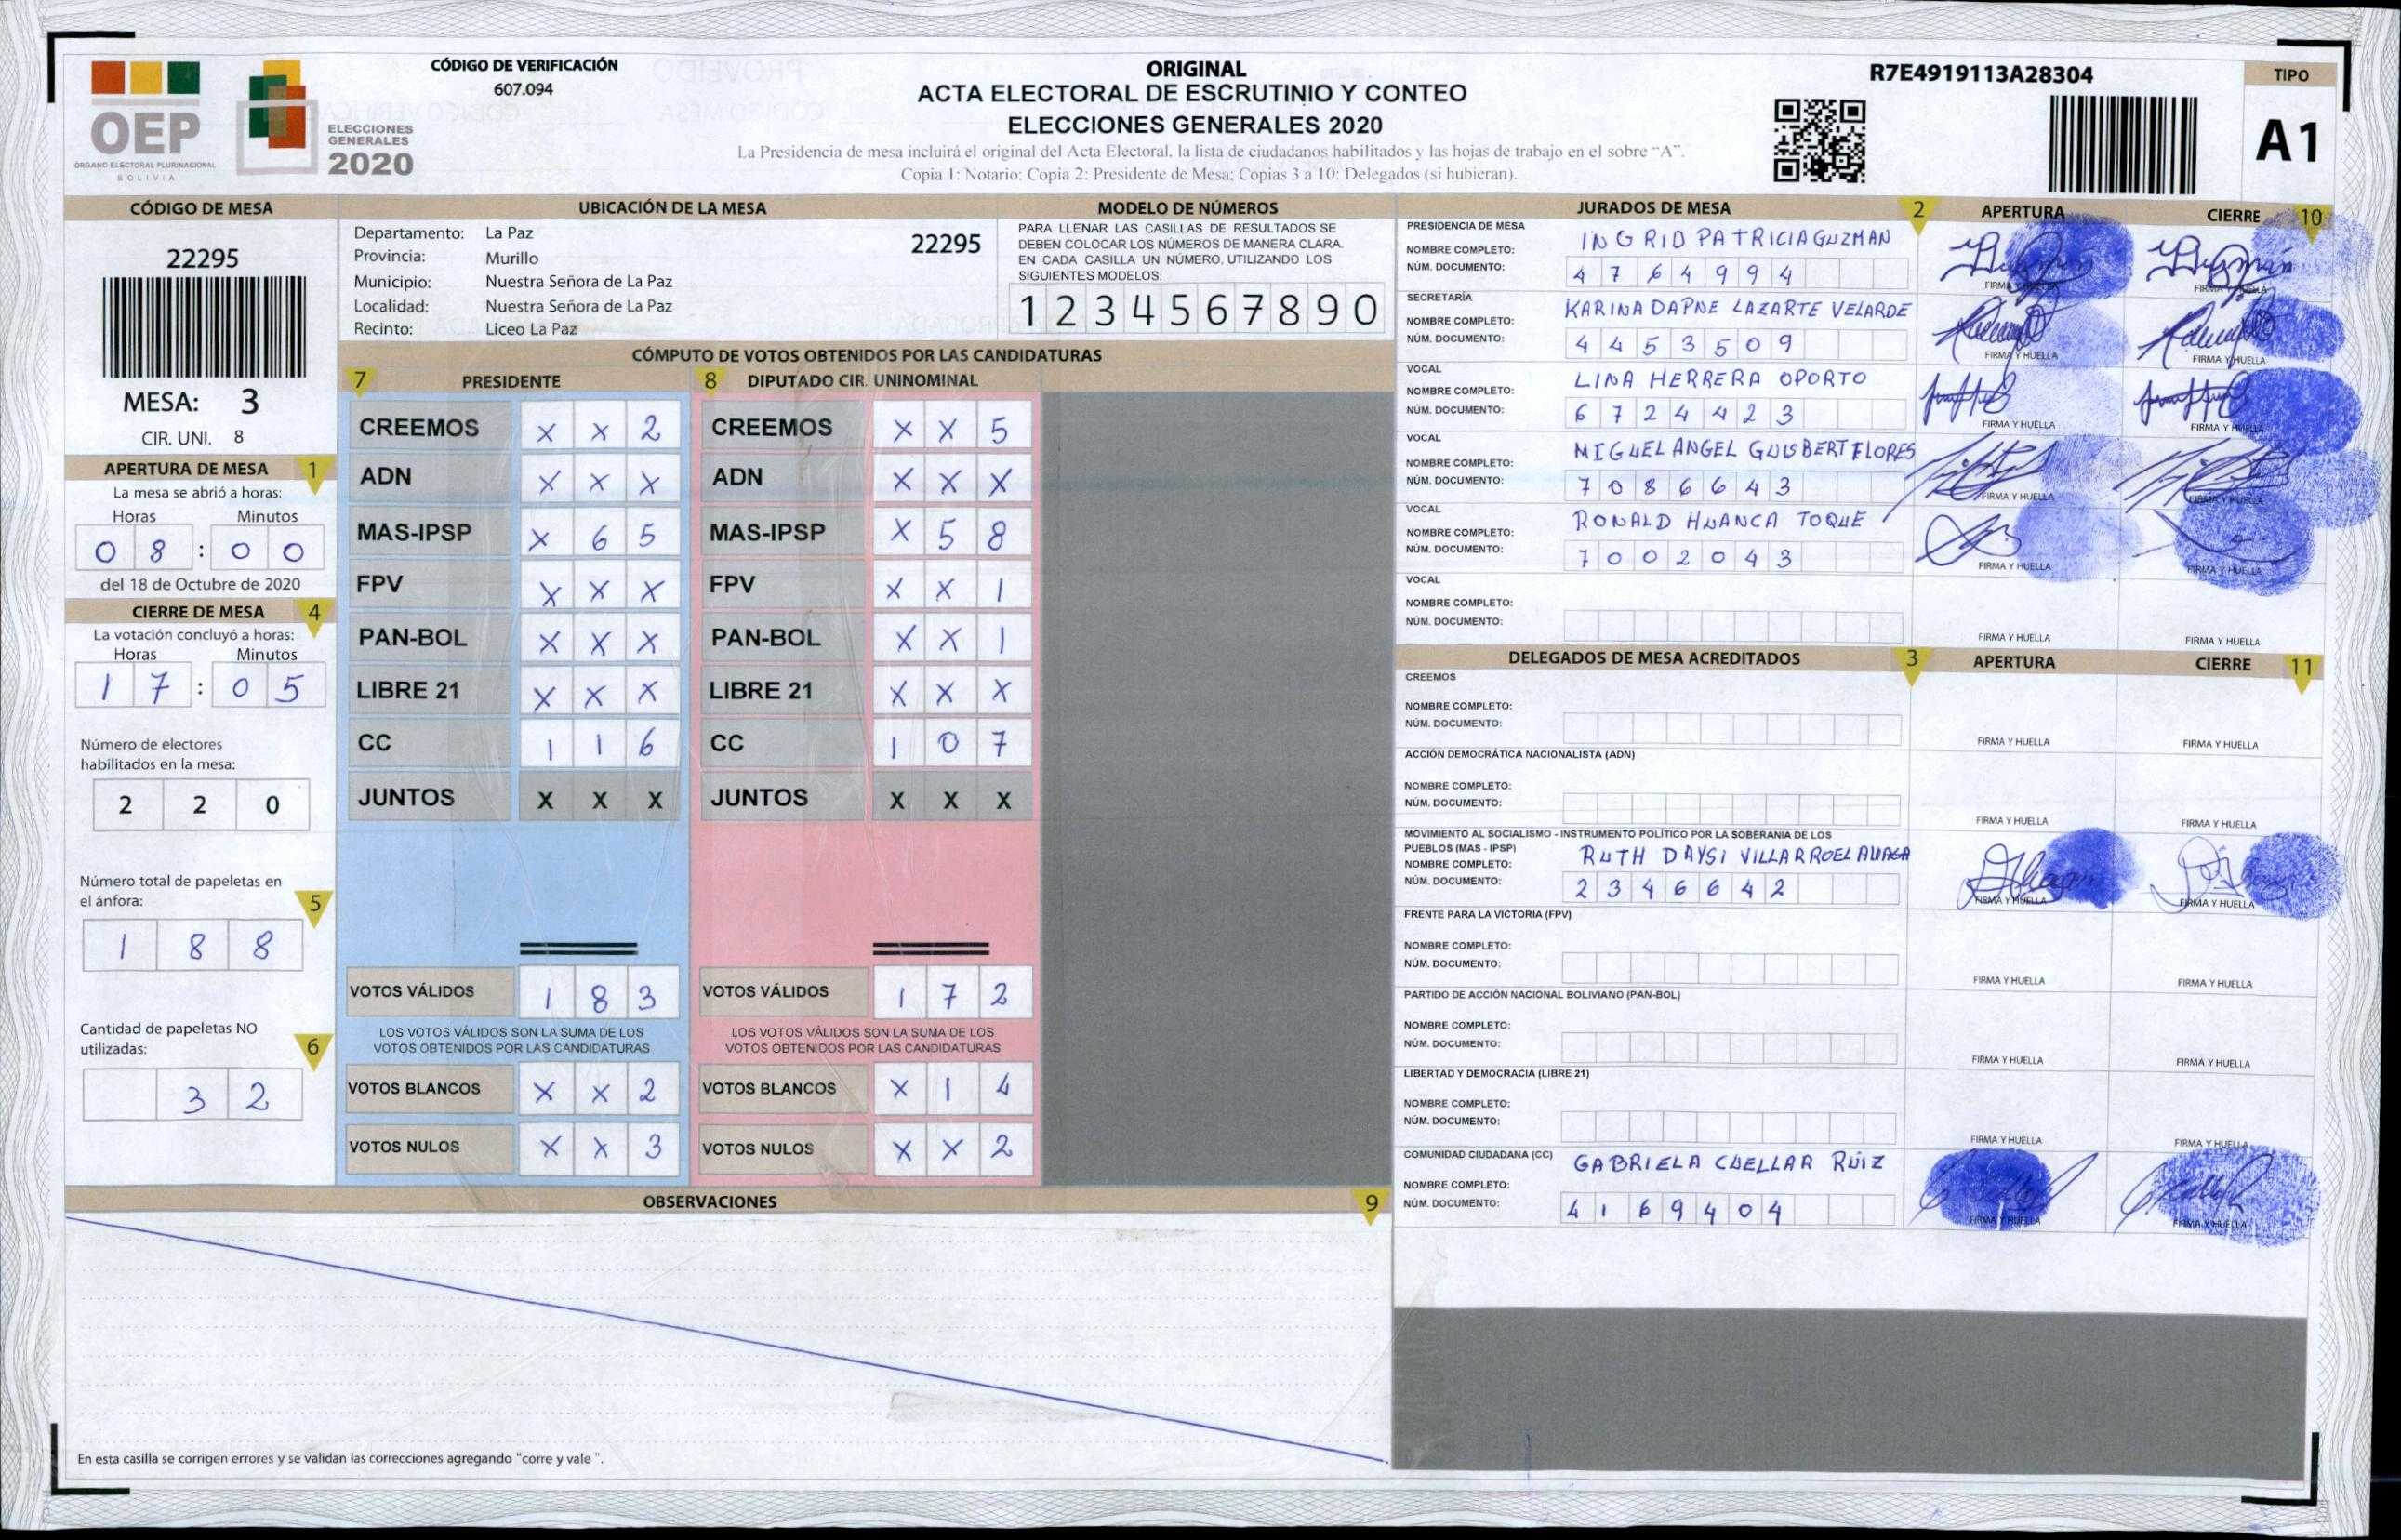 OEP
ÓRGANO ELECTORAL PLURINACIONAL
BOLIVIA
ELECCIONES
GENERALES
2020
CÓDIGO DE VERIFICACIÓN
607.094
ORIGINAL
ACTA ELECTORAL DE ESCRUTINIO Y CONTEO
ELECCIONES GENERALES 2020
La Presidencia de mesa incluirá el original del Acta Electoral, la lista de ciudadanos habilitados y las hojas de trabajo en el sobre "A".
Copia 1: Notario; Copia 2: Presidente de Mesa; Copias 3 a 10: Delegados (si hubieran).
R7E4919113A28304
TIPO
A1
CÓDIGO DE MESA
22295
MESA: 3
CIR. UNI. 8
APERTURA DE MESA 1
La mesa se abrió a horas:
Horas Minutos
0 8 : 0 0
del 18 de Octubre de 2020
CIERRE DE MESA 4
La votación concluyó a horas:
Horas Minutos
1 7 : 0 5
Número de electores
habilitados en la mesa:
2 2 0
Número total de papeletas en
el ánfora: 5
1 8 8
Cantidad de papeletas NO
utilizadas: 6
3 2
UBICACIÓN DE LA MESA
Departamento: La Paz 22295
Provincia: Murillo
Municipio: Nuestra Señora de La Paz
Localidad: Nuestra Señora de La Paz
Recinto: Liceo La Paz
MODELO DE NÚMEROS
PARA LLENAR LAS CASILLAS DE RESULTADOS SE
DEBEN COLOCAR LOS NÚMEROS DE MANERA CLARA.
EN CADA CASILLA UN NÚMERO, UTILIZANDO LOS
SIGUIENTES MODELOS:
1 2 3 4 5 6 7 8 9 0
CÓMPUTO DE VOTOS OBTENIDOS POR LAS CANDIDATURAS
7 PRESIDENTE 8 DIPUTADO CIR. UNINOMINAL
CREEMOS X X 2 CREEMOS X X 5
ADN X X X ADN X X X
MAS-IPSP X 6 5 MAS-IPSP X 5 8
FPV X X X FPV X X 1
PAN-BOL X X X PAN-BOL X X 1
LIBRE 21 X X X LIBRE 21 X X X
CC 1 1 6 CC 1 0 7
JUNTOS X X X JUNTOS X X X
VOTOS VÁLIDOS 1 8 3 VOTOS VÁLIDOS 1 7 2
LOS VOTOS VÁLIDOS SON LA SUMA DE LOS LOS VOTOS VÁLIDOS SON LA SUMA DE LOS
VOTOS OBTENIDOS POR LAS CANDIDATURAS VOTOS OBTENIDOS POR LAS CANDIDATURAS
VOTOS BLANCOS X X 2 VOTOS BLANCOS X 1 4
VOTOS NULOS X X 3 VOTOS NULOS X X 2
OBSERVACIONES 9
En esta casilla se corrigen errores y se validan las correcciones agregando "corre y vale ".
JURADOS DE MESA 2 APERTURA CIERRE 10
PRESIDENCIA DE MESA
NOMBRE COMPLETO: INGRID PATRICIA GUZMAN
NÚM. DOCUMENTO: 4 7 6 4 9 9 4
FIRMA Y HUELLA FIRMA Y HUELLA
SECRETARÍA
NOMBRE COMPLETO: KARINA DAPNE LAZARTE VELARDE
NÚM. DOCUMENTO: 4 4 5 3 5 0 9
FIRMA Y HUELLA FIRMA Y HUELLA
VOCAL
NOMBRE COMPLETO: LINA HERRERA OPORTO
NÚM. DOCUMENTO: 6 7 2 4 4 2 3
FIRMA Y HUELLA FIRMA Y HUELLA
VOCAL
NOMBRE COMPLETO: MIGUEL ANGEL GUISBERT FLORES
NÚM. DOCUMENTO: 7 0 8 6 6 4 3
FIRMA Y HUELLA FIRMA Y HUELLA
VOCAL
NOMBRE COMPLETO: RONALD HUANCA TOQUE
NÚM. DOCUMENTO: 7 0 0 2 0 4 3
FIRMA Y HUELLA FIRMA Y HUELLA
VOCAL
NOMBRE COMPLETO:
NÚM. DOCUMENTO:
FIRMA Y HUELLA FIRMA Y HUELLA
DELEGADOS DE MESA ACREDITADOS 3 APERTURA CIERRE 11
CREEMOS
NOMBRE COMPLETO:
NÚM. DOCUMENTO:
FIRMA Y HUELLA FIRMA Y HUELLA
ACCIÓN DEMOCRÁTICA NACIONALISTA (ADN)
NOMBRE COMPLETO:
NÚM. DOCUMENTO:
FIRMA Y HUELLA FIRMA Y HUELLA
MOVIMIENTO AL SOCIALISMO - INSTRUMENTO POLÍTICO POR LA SOBERANIA DE LOS
PUEBLOS (MAS - IPSP)
NOMBRE COMPLETO: RUTH DAYSI VILLARROEL ALIAGA
NÚM. DOCUMENTO: 2 3 4 6 6 4 2
FIRMA Y HUELLA FIRMA Y HUELLA
FRENTE PARA LA VICTORIA (FPV)
NOMBRE COMPLETO:
NÚM. DOCUMENTO:
FIRMA Y HUELLA FIRMA Y HUELLA
PARTIDO DE ACCIÓN NACIONAL BOLIVIANO (PAN-BOL)
NOMBRE COMPLETO:
NÚM. DOCUMENTO:
FIRMA Y HUELLA FIRMA Y HUELLA
LIBERTAD Y DEMOCRACIA (LIBRE 21)
NOMBRE COMPLETO:
NÚM. DOCUMENTO:
FIRMA Y HUELLA FIRMA Y HUELLA
COMUNIDAD CIUDADANA (CC)
NOMBRE COMPLETO: GABRIELA CUELLAR RUIZ
NÚM. DOCUMENTO: 4 1 6 9 4 0 4
FIRMA Y HUELLA FIRMA Y HUELLA